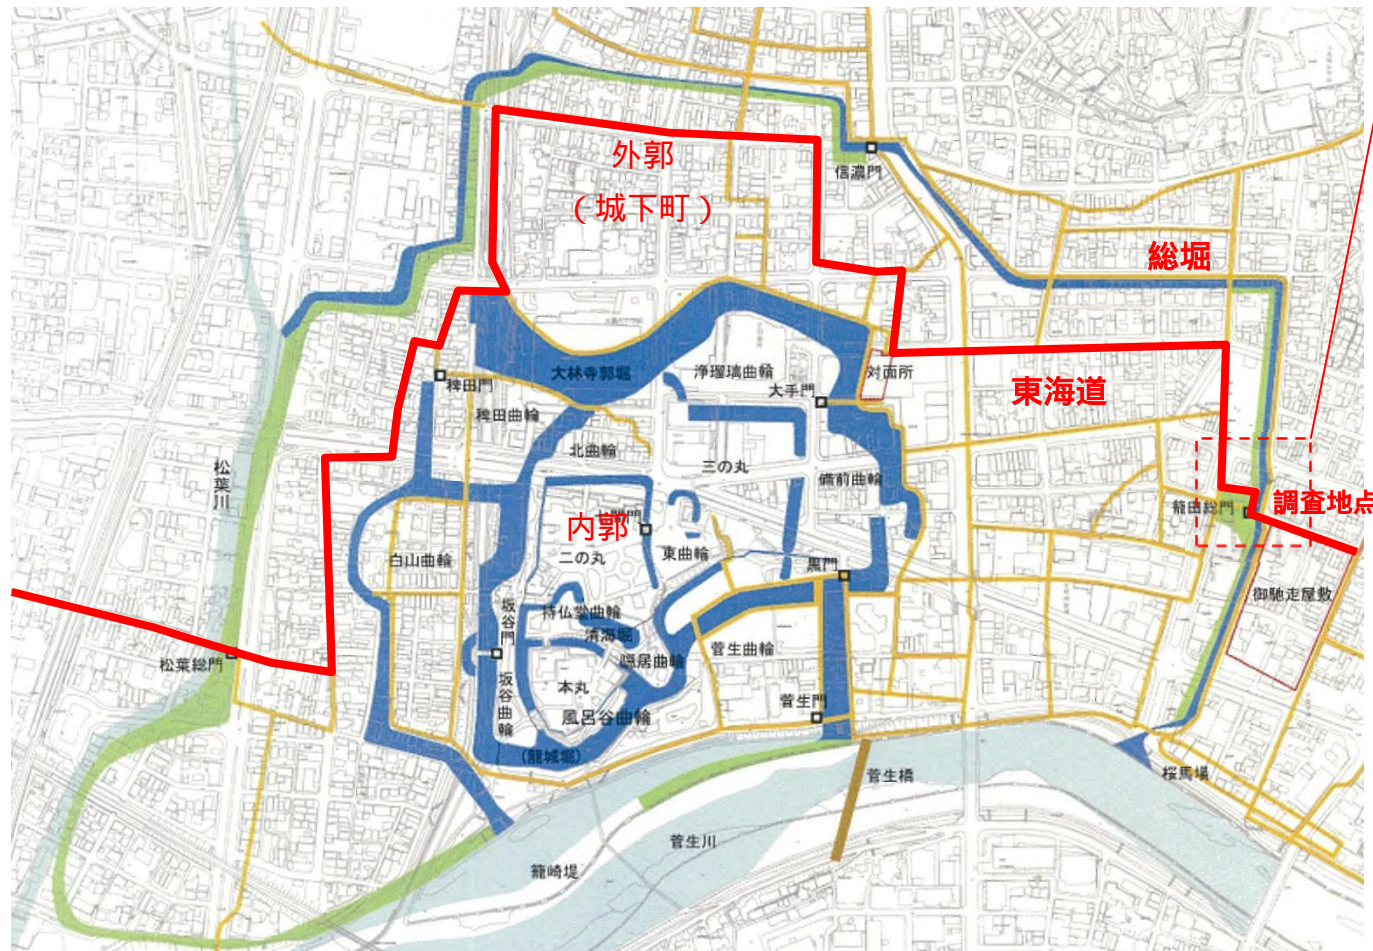 外郭
(城下町)
信濃門
総堀
大林寺郭堀
浄瑠璃曲輪
対面所
稗田門
大手門
東海道
稗田曲輪
北曲輪
三の丸
備前曲輪
松葉川
籠田総門
調査地点
七間門
内郭
白山曲輪
二の丸
東曲輪
黒門
御馳走屋敷
坂谷門
持仏堂曲輪
清海堀
隠居曲輪
菅生曲輪
松葉総門
坂谷曲輪
本丸
菅生門
風呂谷曲輪
(龍城堀)
菅生橋
桜馬場
菅生川
籠崎堤